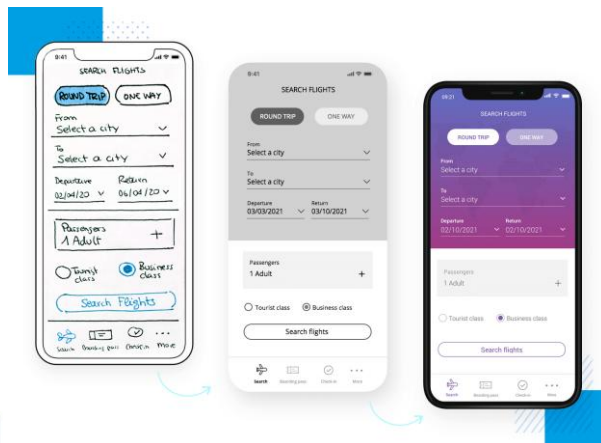 9:41
SEARCH FLIGHTS
ROUND TRIP ONE WAY
From
Select a city
To
Select a city
Departure Return
02/04/20 06/04/20
Passengers
1 Adult +
Tourist class
Business class
Search Flights
Search Boarding pass Check in More
9:41
SEARCH FLIGHTS
ROUND TRIP ONE WAY
From
Select a city
To
Select a city
Departure Return
03/03/2021 03/10/2021
Passengers
1 Adult +
Tourist class Business class
Search flights
Search Boarding pass Check-in More
SEARCH FLIGHTS
ROUND TRIP ONE WAY
From
Select a city
To
Select a city
Departure Return
02/10/2021 02/10/2021
Passengers
1 Adult +
Tourist class Business class
Search flights
Search Boarding pass Check-in More